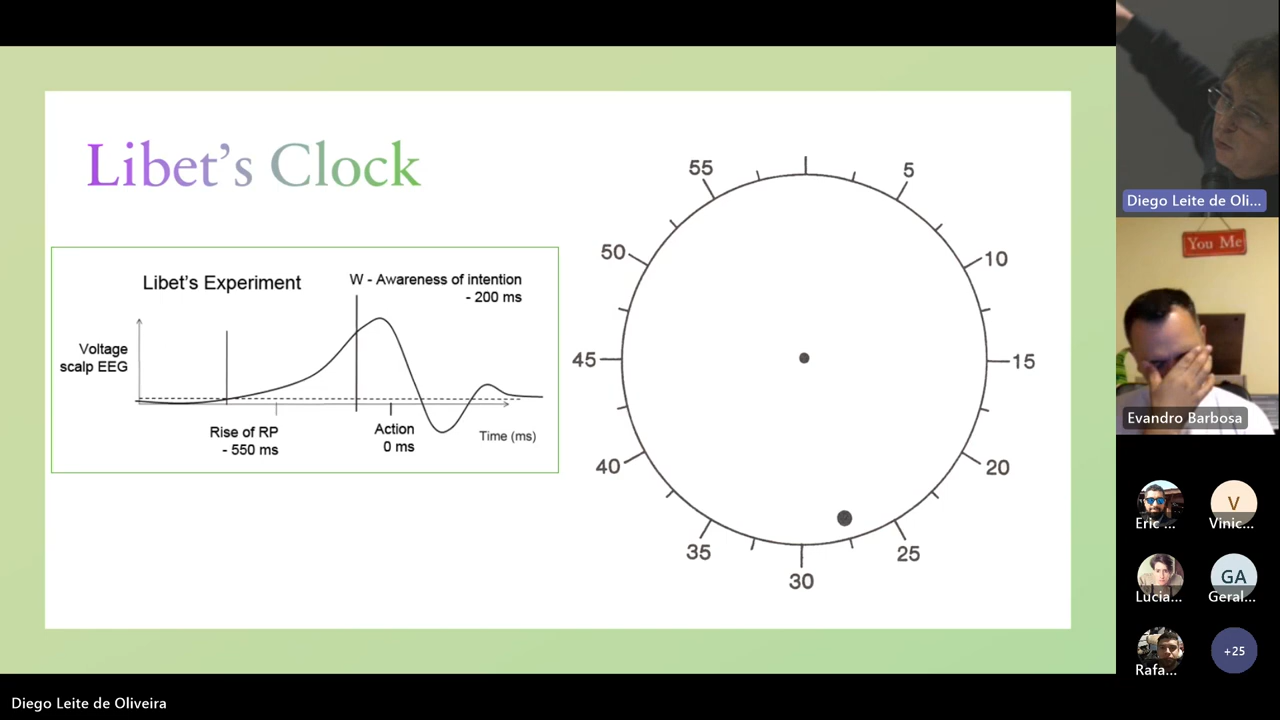 Libet's Clock
Libet's Experiment
W - Awareness of intention
- 200 ms
Voltage
scalp EEG
Rise of RP
- 550 ms
Action
0 ms
Time (ms)
55
5
50
10
45
15
40
20
35
25
30
Diego Leite de Oli...
You Me
Evandro Barbosa
Eric ...
V
Vinic...
Lucia...
GA
Geral...
Rafa...
+25
Diego Leite de Oliveira